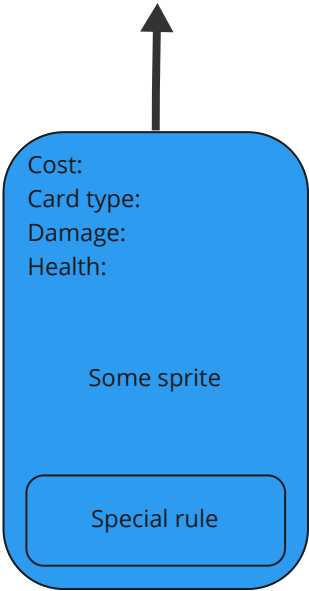 Cost:
Card type:
Damage:
Health:
Some sprite
Special rule